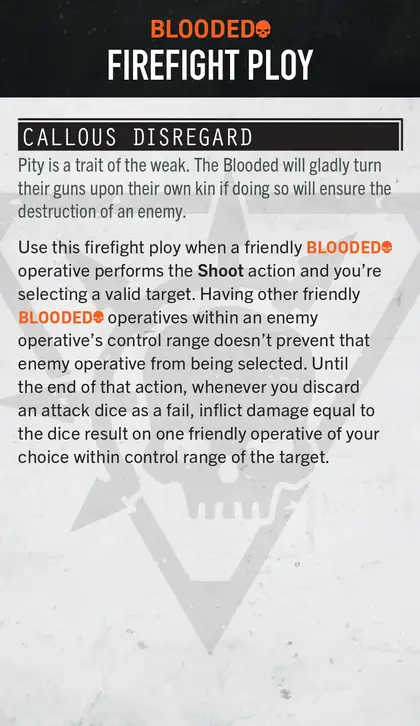 BLOODED
FIREFIGHT PLOY
CALLOUS DISREGARD
Pity is a trait of the weak. The Blooded will gladly turn
their guns upon their own kin if doing so will ensure the
destruction of an enemy.
Use this firefight ploy when a friendly BLOODED
operative performs the Shoot action and you’re
selecting a valid target. Having other friendly
BLOODED operatives within an enemy
operative’s control range doesn’t prevent that
enemy operative from being selected. Until
the end of that action, whenever you discard
an attack dice as a fail, inflict damage equal to
the dice result on one friendly operative of your
choice within control range of the target.